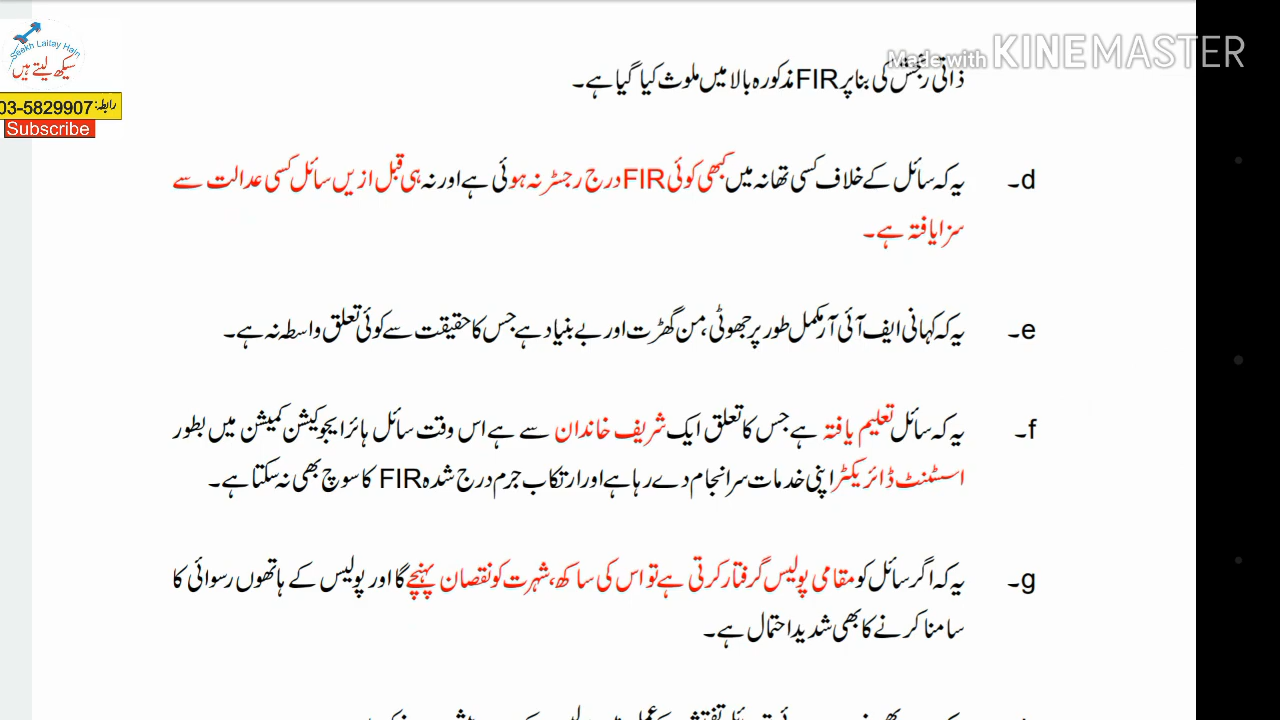 Seekh Laitay Hain
سیکھ لیتے ہیں
رابطہ: 03-5829907
Subscribe
Made with KINEMASTER
ذاتی رنجش کی بنا پر FIR مذکورہ بالا میں ملوث کیا گیا ہے۔
d۔ یہ کہ سائل کے خلاف کسی تھانہ میں کبھی کوئی FIR درج رجسٹر نہ ہوئی ہے اور نہ ہی قبل ازیں سائل کسی عدالت سے
سزا یافتہ ہے۔
e۔ یہ کہ کہانی ایف آئی آر مکمل طور پر جھوٹی، من گھڑت اور بے بنیاد ہے جس کا حقیقت سے کوئی تعلق واسطہ نہ ہے۔
f۔ یہ کہ سائل تعلیم یافتہ ہے جس کا تعلق ایک شریف خاندان سے ہے اس وقت سائل ہائر ایجوکیشن کمیشن میں بطور
اسسٹنٹ ڈائریکٹر اپنی خدمات سرانجام دے رہا ہے اور ارتکاب جرم درج شدہ FIR کا سوچ بھی نہ سکتا ہے۔
g۔ یہ کہ اگر سائل کو مقامی پولیس گرفتار کرتی ہے تو اس کی ساکھ، شہرت کو نقصان پہنچے گا اور پولیس کے ہاتھوں رسوائی کا
سامنا کرنے کا بھی شدید احتمال ہے۔